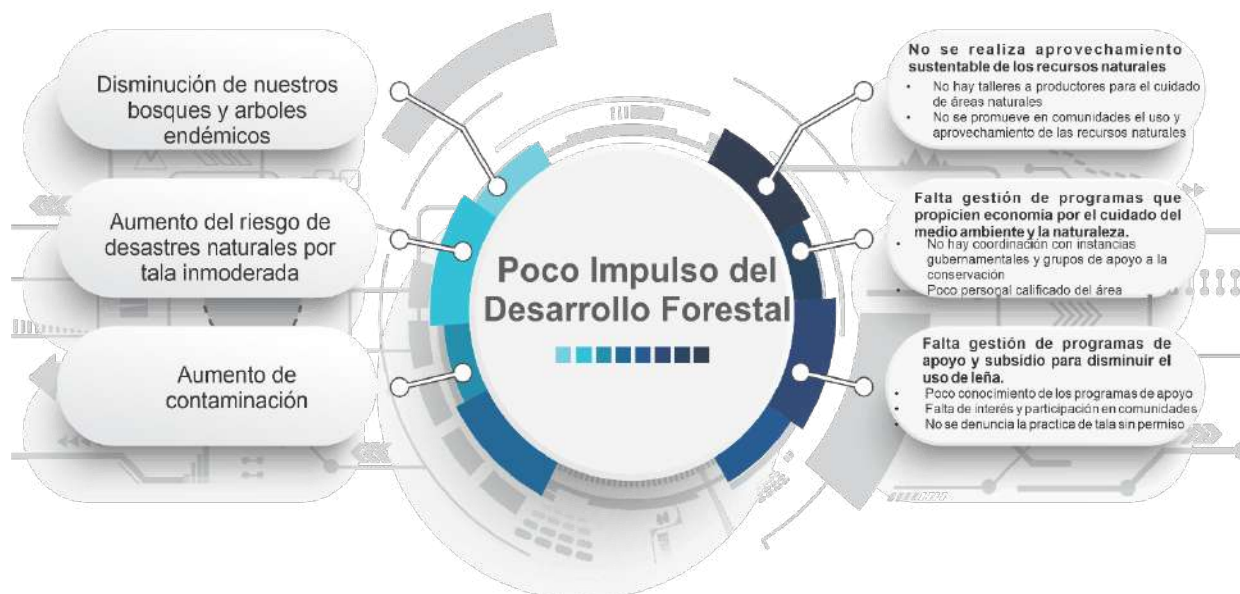 Disminución de nuestros
bosques y arboles
endémicos
Aumento del riesgo de
desastres naturales por
tala inmoderada
Aumento de
contaminación
Poco Impulso del
Desarrollo Forestal
No se realiza aprovechamiento
sustentable de los recursos naturales
• No hay talleres a productores para el cuidado
de áreas naturales
• No se promueve en comunidades el uso y
aprovechamiento de las recursos naturales
Falta gestión de programas que
propicien economía por el cuidado del
medio ambiente y la naturaleza.
• No hay coordinación con instancias
gubernamentales y grupos de apoyo a la
conservación
• Poco personal calificado del área
Falta gestión de programas de
apoyo y subsidio para disminuir el
uso de leña.
• Poco conocimiento de los programas de apoyo
• Falta de interés y participación en comunidades
• No se denuncia la practica de tala sin permiso